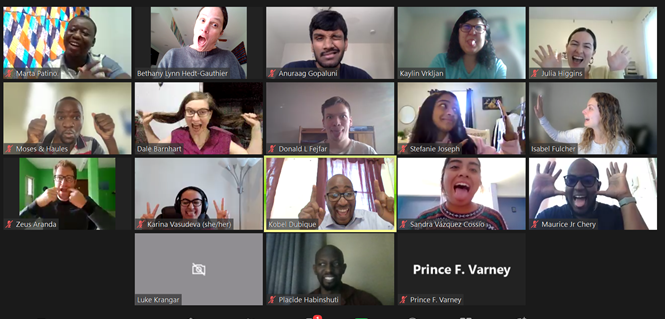 Marta Patino
Bethany Lynn Hedt-Gauthier
Anuraag Gopaluni
Kaylin Vrkljan
Julia Higgins
Moses & Haules
Dale Barnhart
Donald L Fejfar
Stefanie Joseph
Isabel Fulcher
Zeus Aranda
Karina Vasudeva (she/her)
Kobel Dubique
Sandra Vázquez Cossio
Maurice Jr Chery
Luke Krangar
Placide Habinshuti
Prince F. Varney
Prince F. Varney